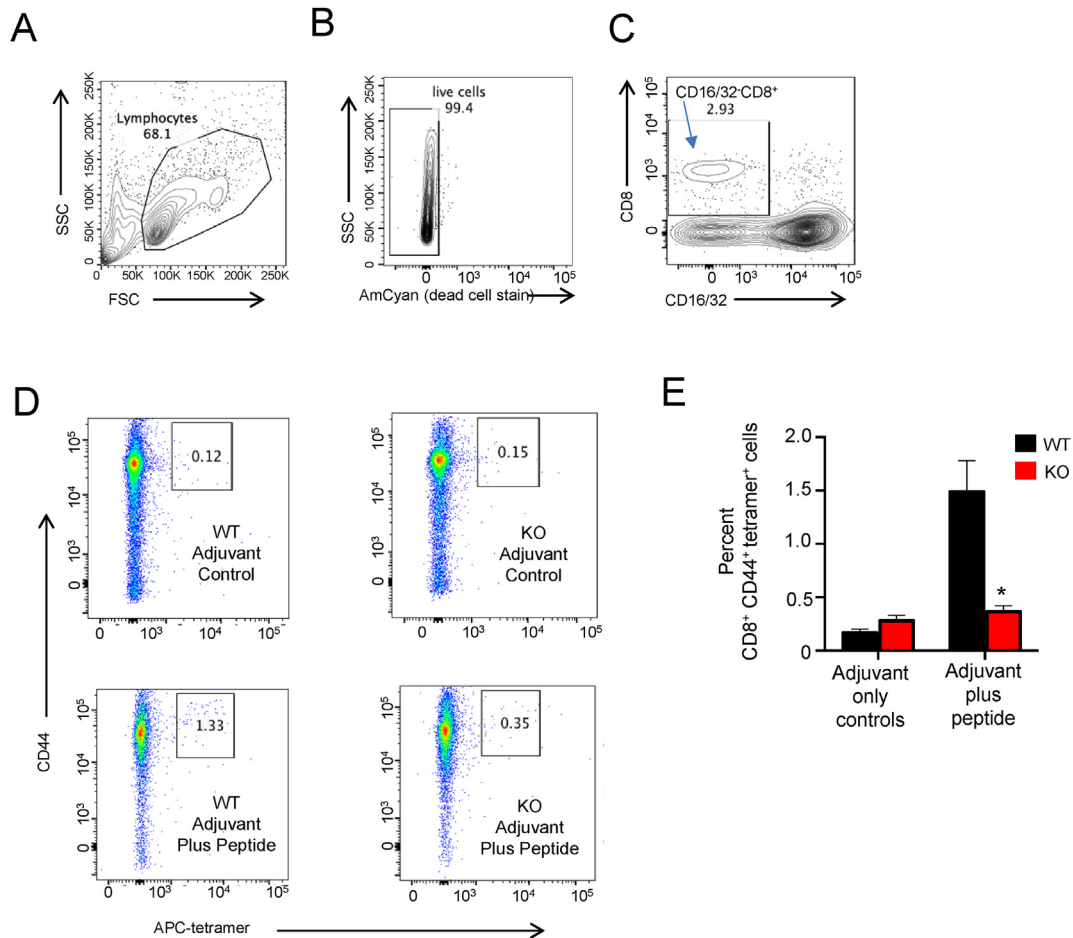 A
B
C
250K
200K
150K
100K
50K
0
SSC
Lymphocytes
68.1
0 50K 100K 150K 200K 250K
FSC
250K
200K
150K
100K
50K
0
SSC
live cells
99.4
0 10³ 10⁴ 10⁵
AmCyan (dead cell stain)
10⁵
10⁴
10³
0
CD8
CD16/32⁻CD8⁺
2.93
0 10³ 10⁴ 10⁵
CD16/32
D
CD44
10⁵
10⁴
10³
0
0.12
WT
Adjuvant
Control
0 10³ 10⁴ 10⁵
10⁵
10⁴
10³
0
0.15
KO
Adjuvant
Control
0 10³ 10⁴ 10⁵
10⁵
10⁴
10³
0
1.33
WT
Adjuvant
Plus Peptide
0 10³ 10⁴ 10⁵
10⁵
10⁴
10³
0
0.35
KO
Adjuvant
Plus Peptide
0 10³ 10⁴ 10⁵
APC-tetramer
E
Percent
CD8⁺ CD44⁺ tetramer⁺ cells
2.0
1.5
1.0
0.5
0
*
WT
KO
Adjuvant
only
controls
Adjuvant
plus
peptide